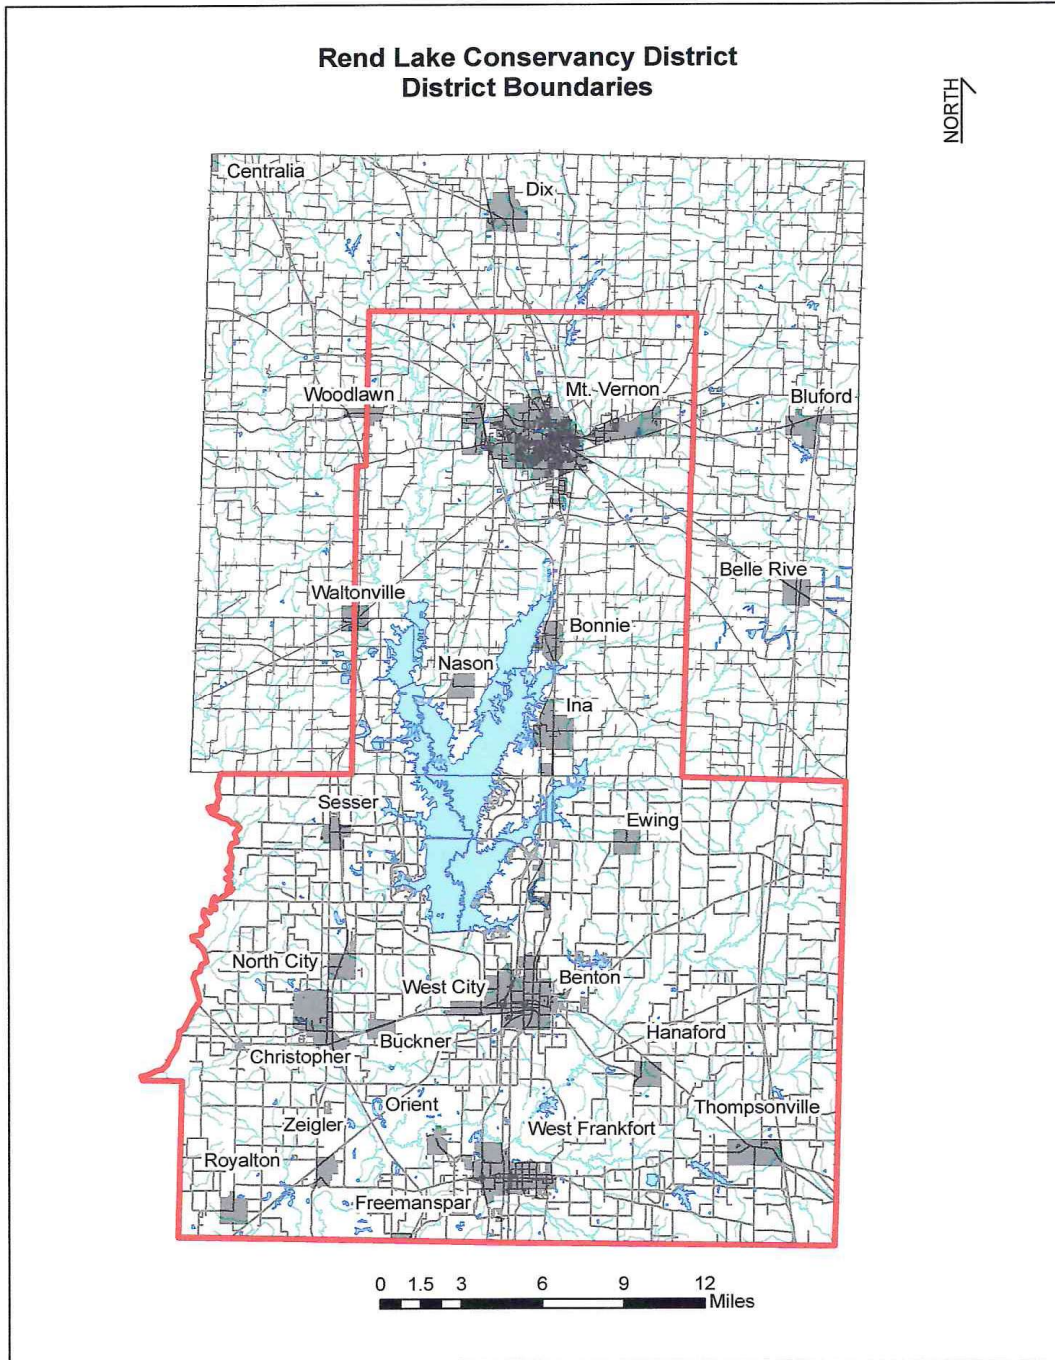 Rend Lake Conservancy District
District Boundaries
NORTH
Centralia
Dix
Woodlawn
Mt. Vernon
Bluford
Belle Rive
Waltonville
Bonnie
Nason
Ina
Sesser
Ewing
North City
West City
Benton
Hanaford
Buckner
Christopher
Orient
Thompsonville
Zeigler
West Frankfort
Royalton
Freemanspar
0 1.5 3 6 9 12
Miles